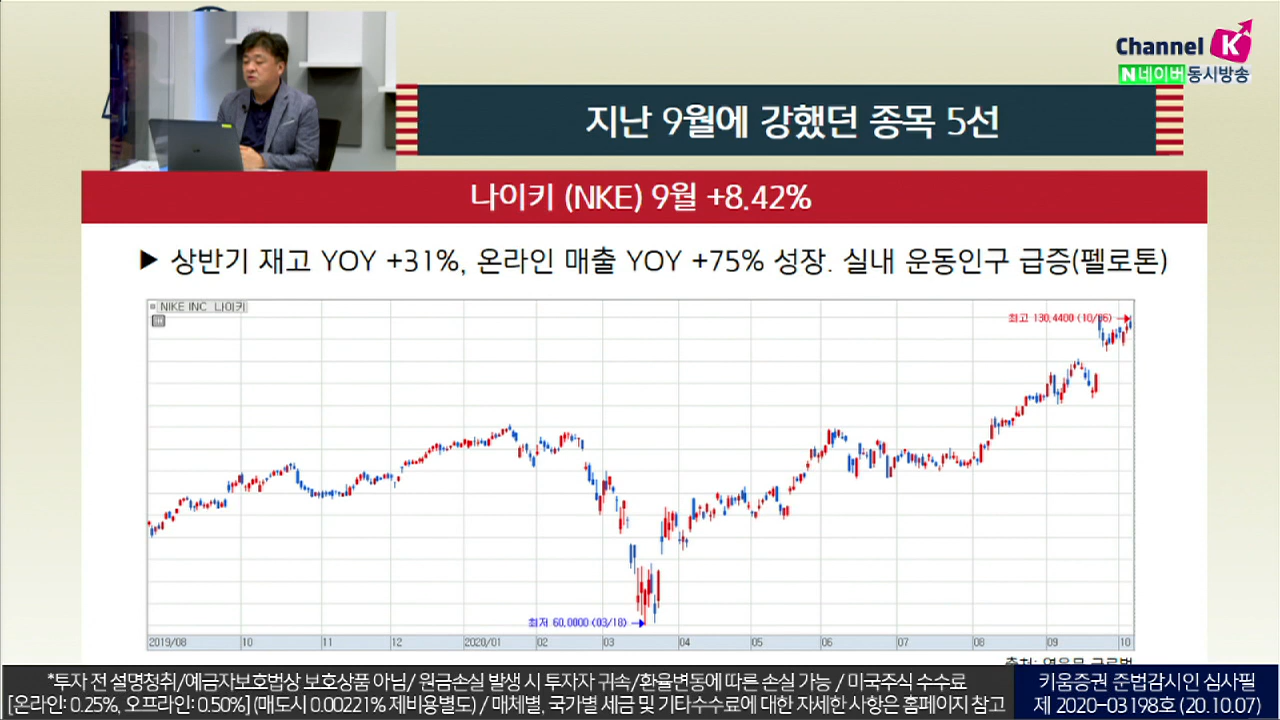 Channel K
N 네이버 동시방송
지난 9월에 강했던 종목 5선
나이키 (NKE) 9월 +8.42%
▶ 상반기 재고 YOY +31%, 온라인 매출 YOY +75% 성장. 실내 운동인구 급증(펠로톤)
NIKE INC 나이키
최고 130,4400 (10/06)
최저 60,0000 (03/18)
2019/08 10 11 12 2020/01 02 03 04 05 06 07 08 09 10
*투자 전 설명청취/예금자보호법상 보호상품 아님/ 원금손실 발생 시 투자자 귀속/환율변동에 따른 손실 가능 / 미국주식 수수료
[온라인: 0.25%, 오프라인: 0.50%] (매도시 0.00221% 제비용별도) / 매체별, 국가별 세금 및 기타수수료에 대한 자세한 사항은 홈페이지 참고
키움증권 준법감시인 심사필
제 2020-03198호 (20.10.07)